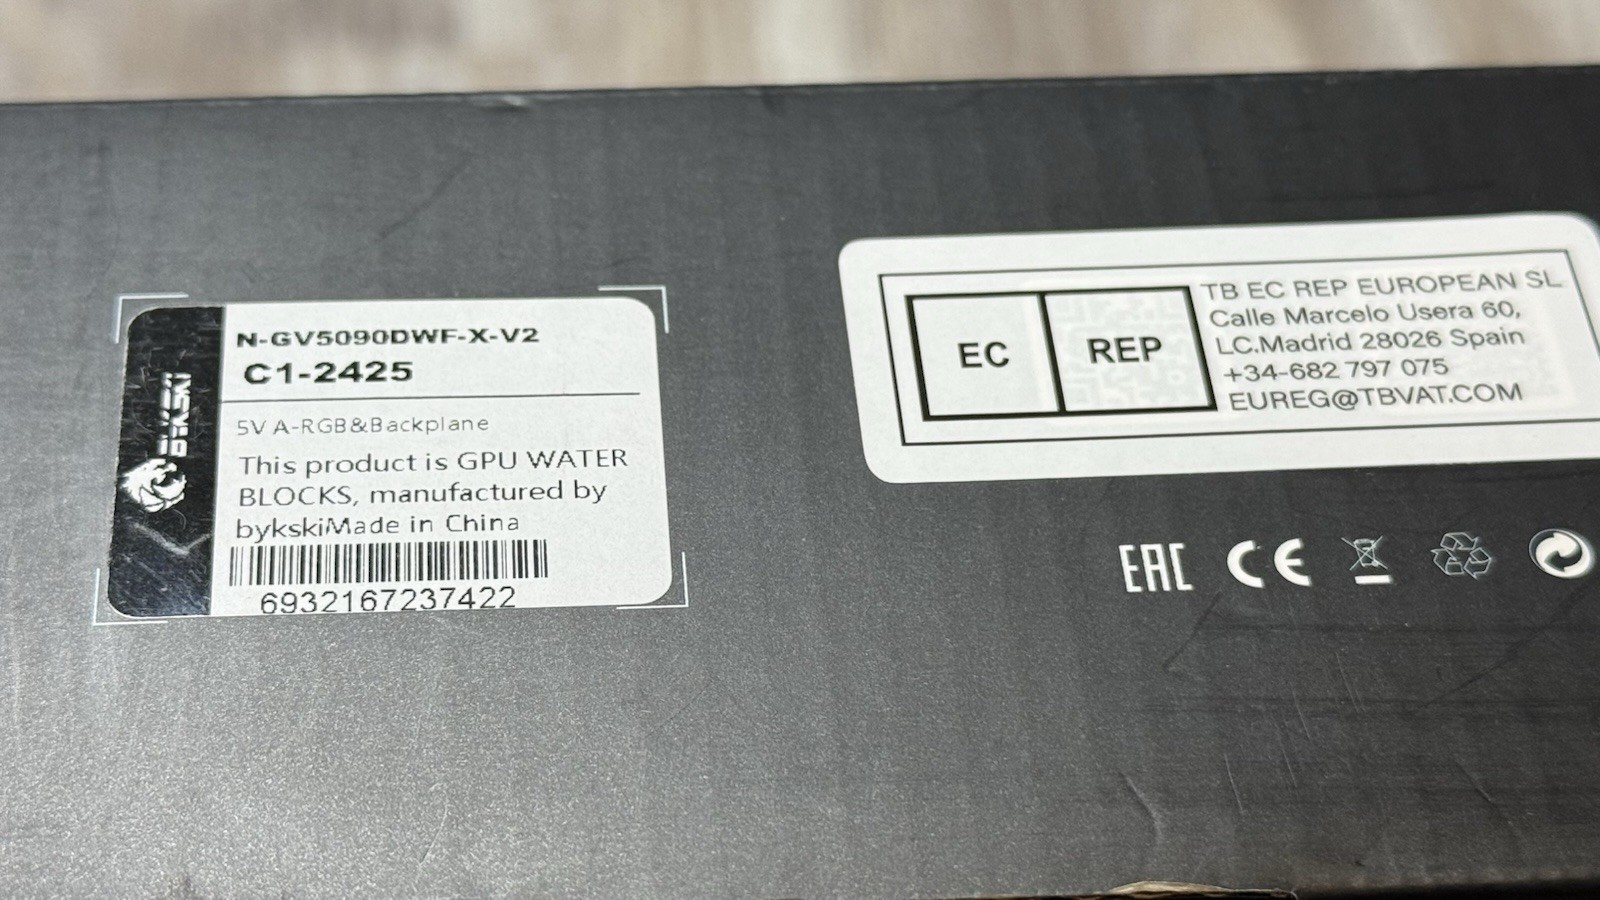 BYKSKI
N-GV5090DWF-X-V2
C1-2425
5V A-RGB&Backplane
This product is GPU WATER
BLOCKS, manufactured by
bykskiMade in China
6932167237422
EC REP
TB EC REP EUROPEAN SL
Calle Marcelo Usera 60,
LC.Madrid 28026 Spain
+34-682 797 075
EUREG@TBVAT.COM
EAC CE